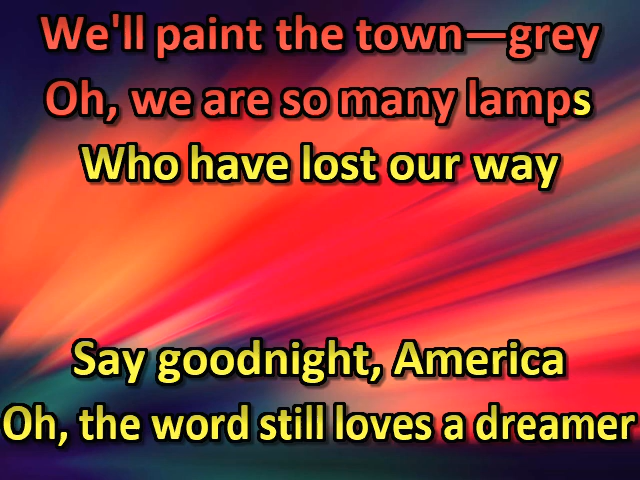 We'll paint the town—grey
Oh, we are so many lamps
Who have lost our way
Say goodnight, America
Oh, the word still loves a dreamer